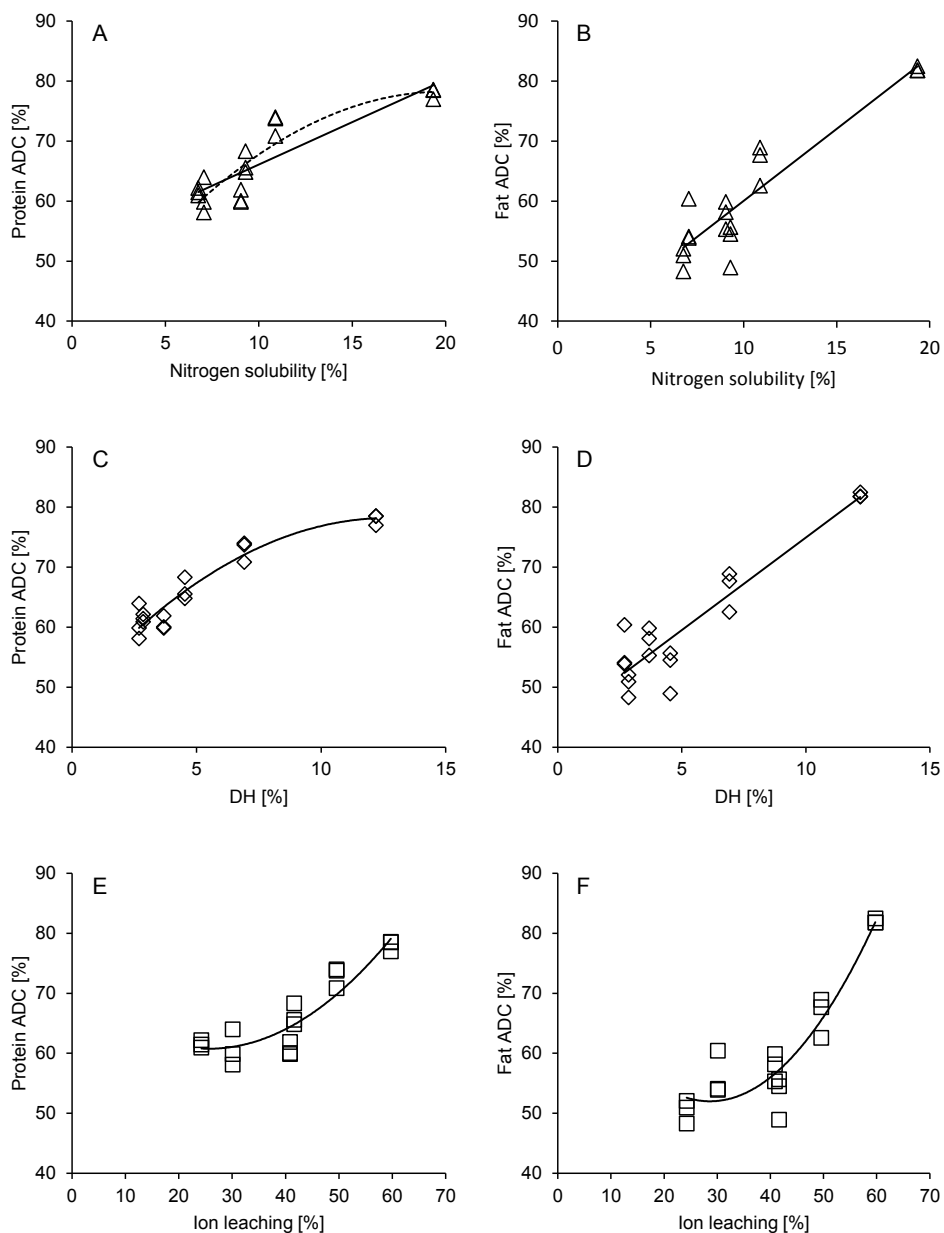 A
Protein ADC [%]
90
80
70
60
50
40
0 5 10 15 20
Nitrogen solubility [%]
B
Fat ADC [%]
90
80
70
60
50
40
0 5 10 15 20
Nitrogen solubility [%]
C
Protein ADC [%]
90
80
70
60
50
40
0 5 10 15
DH [%]
D
Fat ADC [%]
90
80
70
60
50
40
0 5 10 15
DH [%]
E
Protein ADC [%]
90
80
70
60
50
40
0 10 20 30 40 50 60 70
Ion leaching [%]
F
Fat ADC [%]
90
80
70
60
50
40
0 10 20 30 40 50 60 70
Ion leaching [%]